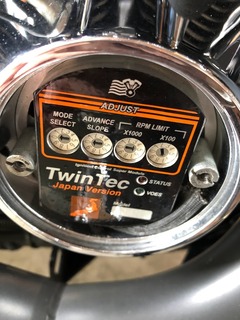 ADJUST
MODE SELECT
ADVANCE SLOPE
RPM LIMIT
X1000
X100
TwinTec
Japan Version
STATUS
VOES